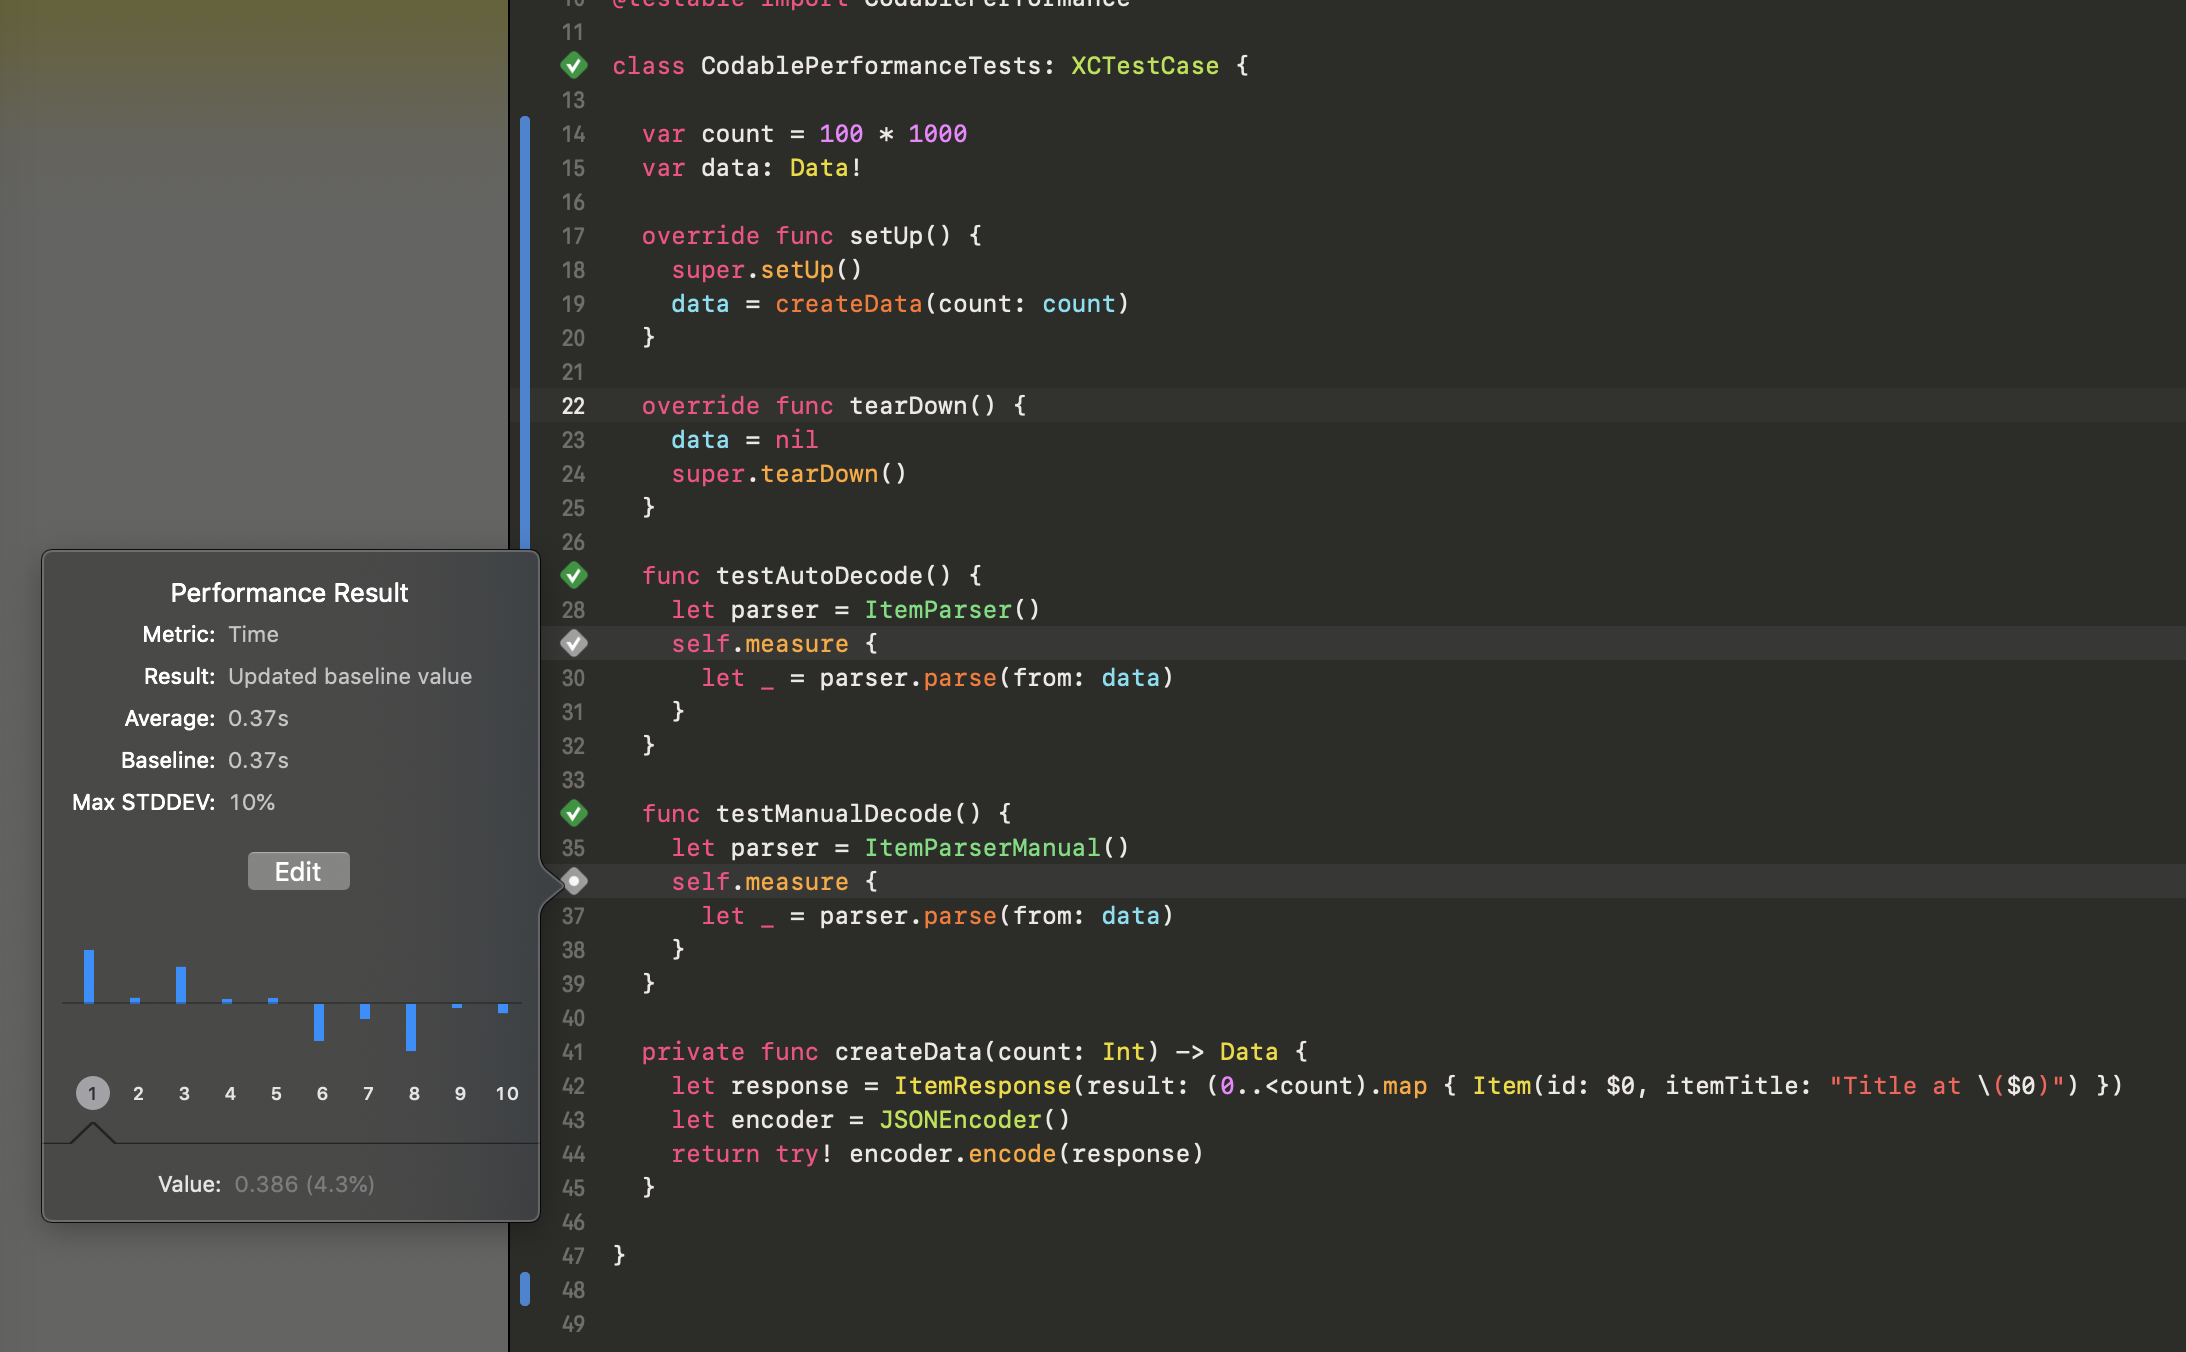 10 @testable import CodablePerformance
11
class CodablePerformanceTests: XCTestCase {
13
14 var count = 100 * 1000
15 var data: Data!
16
17 override func setUp() {
18 super.setUp()
19 data = createData(count: count)
20 }
21
22 override func tearDown() {
23 data = nil
24 super.tearDown()
25 }
26
func testAutoDecode() {
28 let parser = ItemParser()
self.measure {
30 let _ = parser.parse(from: data)
31 }
32 }
33
func testManualDecode() {
35 let parser = ItemParserManual()
self.measure {
37 let _ = parser.parse(from: data)
38 }
39 }
40
41 private func createData(count: Int) -> Data {
42 let response = ItemResponse(result: (0..<count).map { Item(id: $0, itemTitle: "Title at \($0)") })
43 let encoder = JSONEncoder()
44 return try! encoder.encode(response)
45 }
46
47 }
48
49
Performance Result
Metric: Time
Result: Updated baseline value
Average: 0.37s
Baseline: 0.37s
Max STDDEV: 10%
Edit
1 2 3 4 5 6 7 8 9 10
Value: 0.386 (4.3%)